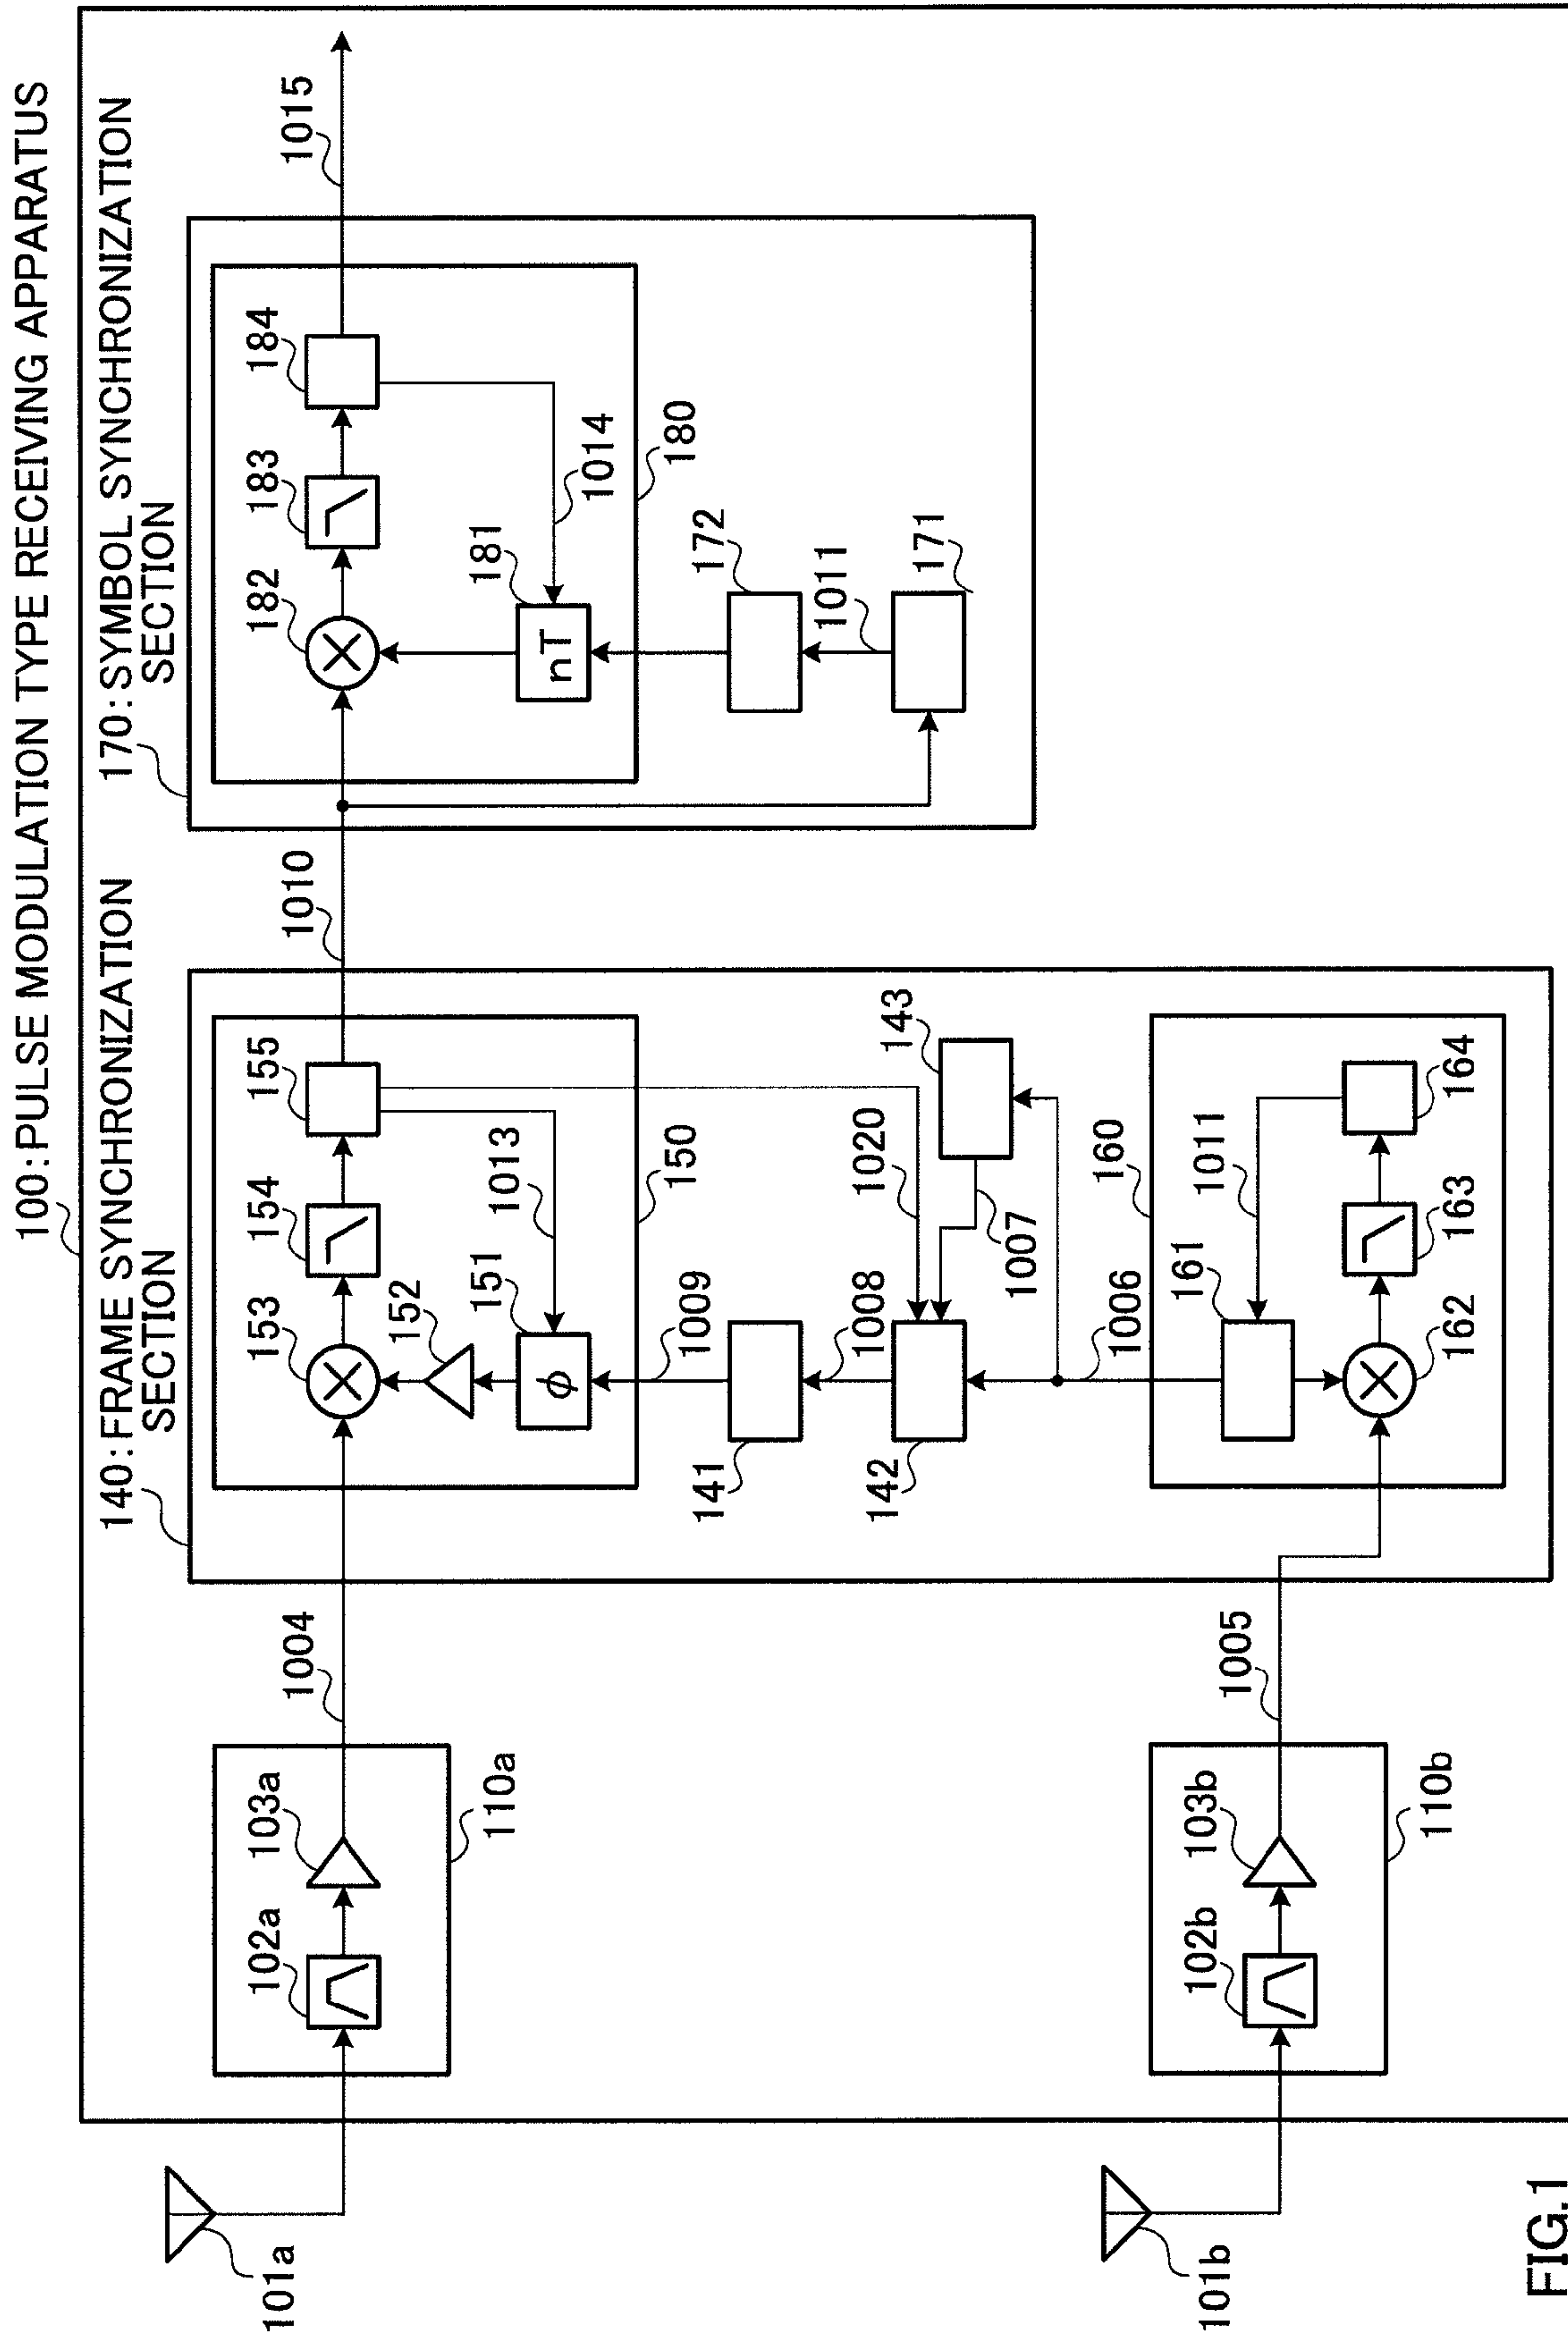 100:PULSE MODULATION TYPE RECEIVING APPARATUS
140:FRAME SYNCHRONIZATION
SECTION
170:SYMBOL SYNCHRONIZATION
SECTION
101a
102a
103a
110a
1004
153
154
155
152
151
1013
150
1009
141
1020
1008
142
143
1007
1006
160
161
1011
164
163
162
1010
182
183
184
181
nT
1014
180
172
1011
171
1015
ϕ
101b
102b
103b
110b
1005
FIG.1